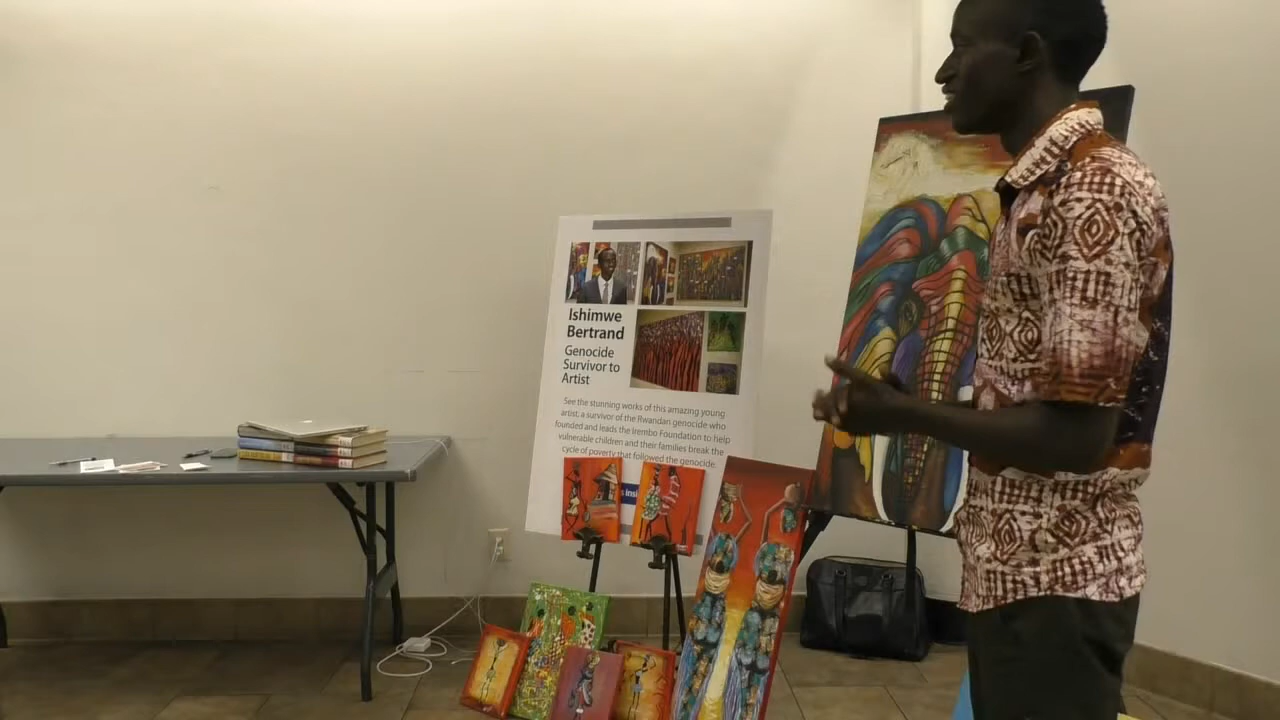 Ishimwe
Bertrand
Genocide
Survivor to
Artist
See the stunning works of this amazing young
artist, a survivor of the Rwandan genocide who
founded and leads the Irembo Foundation to help
vulnerable children and their families break the
cycle of poverty that followed the genocide.